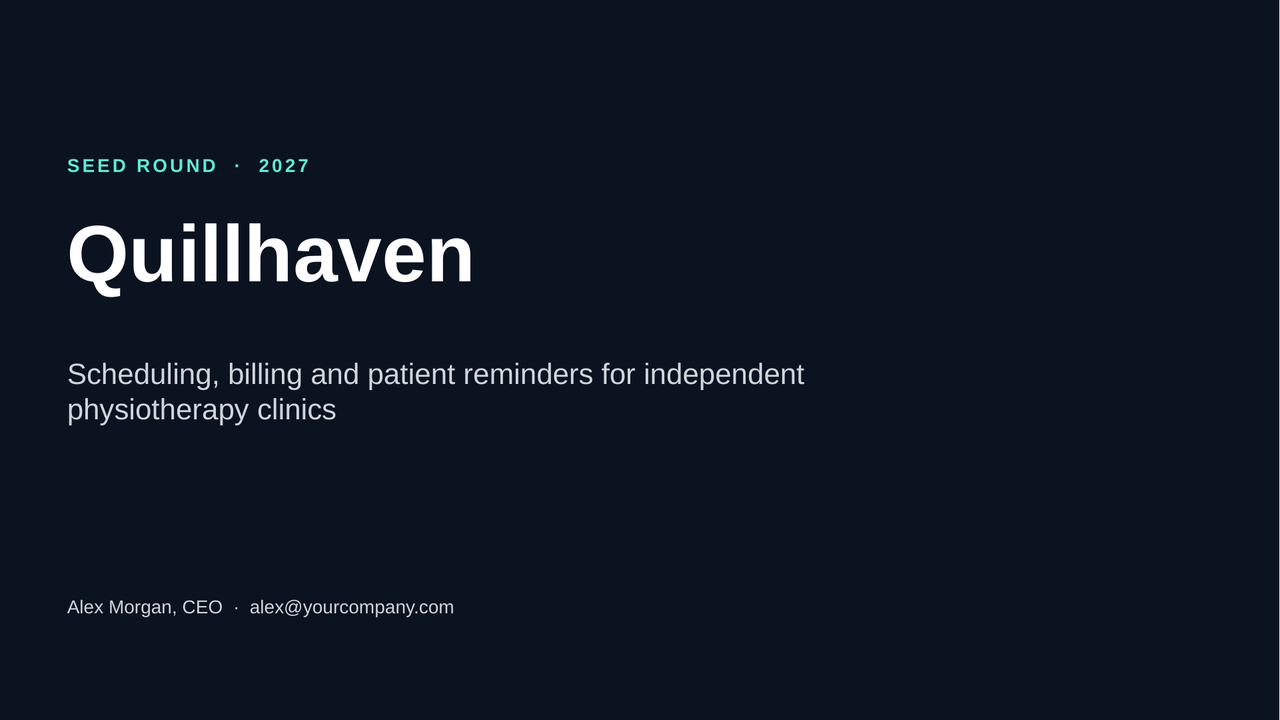 SEED ROUND · 2027
Quillhaven
Scheduling, billing and patient reminders for independent
physiotherapy clinics
Alex Morgan, CEO · alex@yourcompany.com